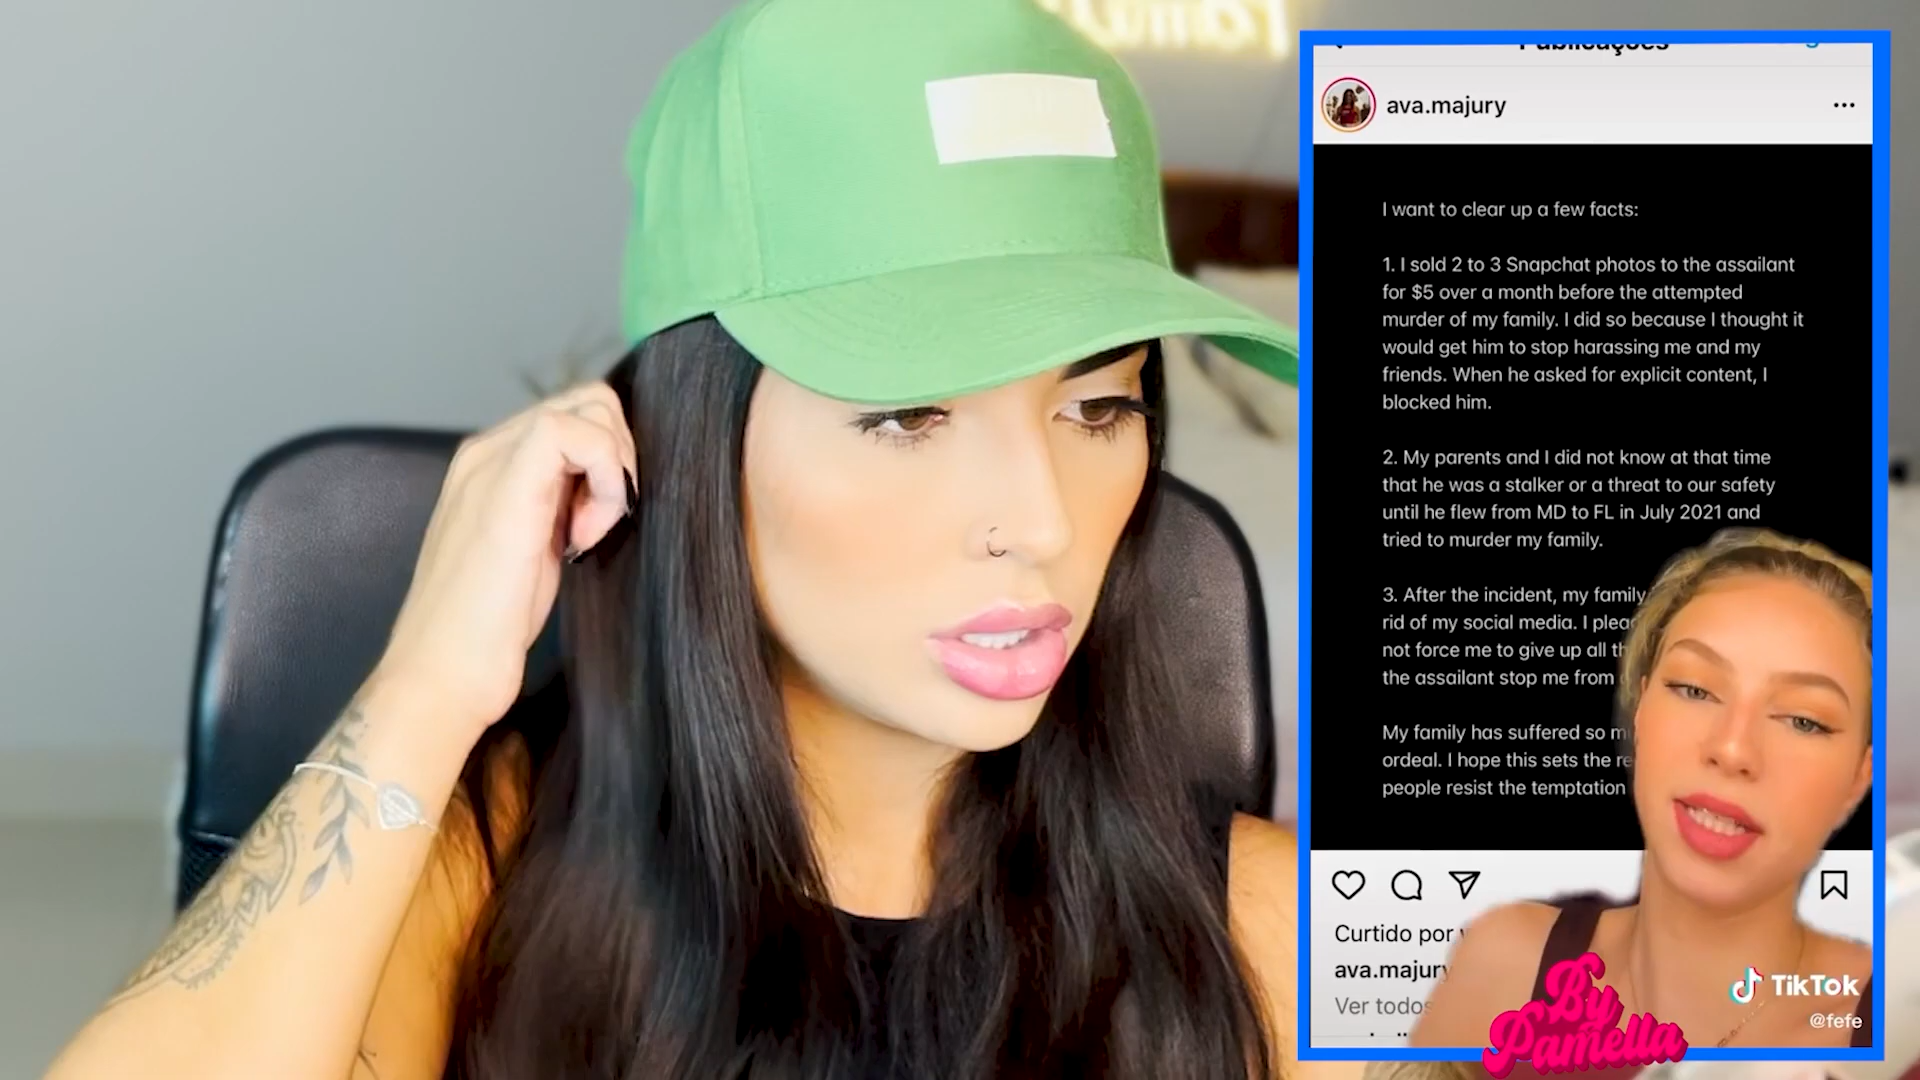 Publicações
ava.majury
I want to clear up a few facts:
1. I sold 2 to 3 Snapchat photos to the assailant
for $5 over a month before the attempted
murder of my family. I did so because I thought it
would get him to stop harassing me and my
friends. When he asked for explicit content, I
blocked him.
2. My parents and I did not know at that time
that he was a stalker or a threat to our safety
until he flew from MD to FL in July 2021 and
tried to murder my family.
3. After the incident, my family
rid of my social media. I
not force me to give up all
the assailant stop me from
My family has suffered so
ordeal. I hope this sets the
people resist the temptation
Curtido por
ava.majury
Ver todos
TikTok
@fefe
By
Pamella